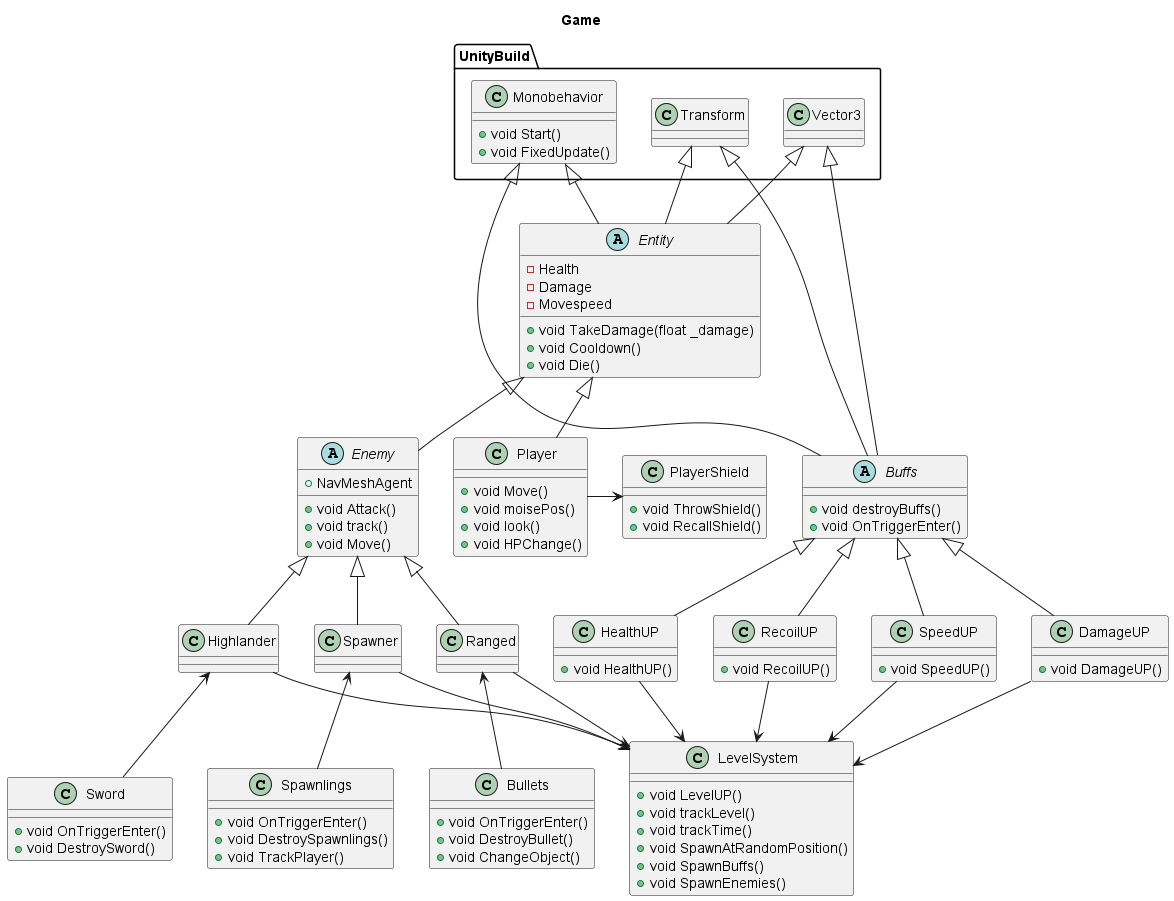 Game
UnityBuild
C Monobehavior
void Start()
void FixedUpdate()
C Transform
C Vector3
A Entity
Health
Damage
Movespeed
void TakeDamage(float _damage)
void Cooldown()
void Die()
A Enemy
NavMeshAgent
void Attack()
void track()
void Move()
C Player
void Move()
void moisePos()
void look()
void HPChange()
C PlayerShield
void ThrowShield()
void RecallShield()
A Buffs
void destroyBuffs()
void OnTriggerEnter()
C Highlander
C Spawner
C Ranged
C HealthUP
void HealthUP()
C RecoilUP
void RecoilUP()
C SpeedUP
void SpeedUP()
C DamageUP
void DamageUP()
C Sword
void OnTriggerEnter()
void DestroySword()
C Spawnlings
void OnTriggerEnter()
void DestroySpawnlings()
void TrackPlayer()
C Bullets
void OnTriggerEnter()
void DestroyBullet()
void ChangeObject()
C LevelSystem
void LevelUP()
void trackLevel()
void trackTime()
void SpawnAtRandomPosition()
void SpawnBuffs()
void SpawnEnemies()